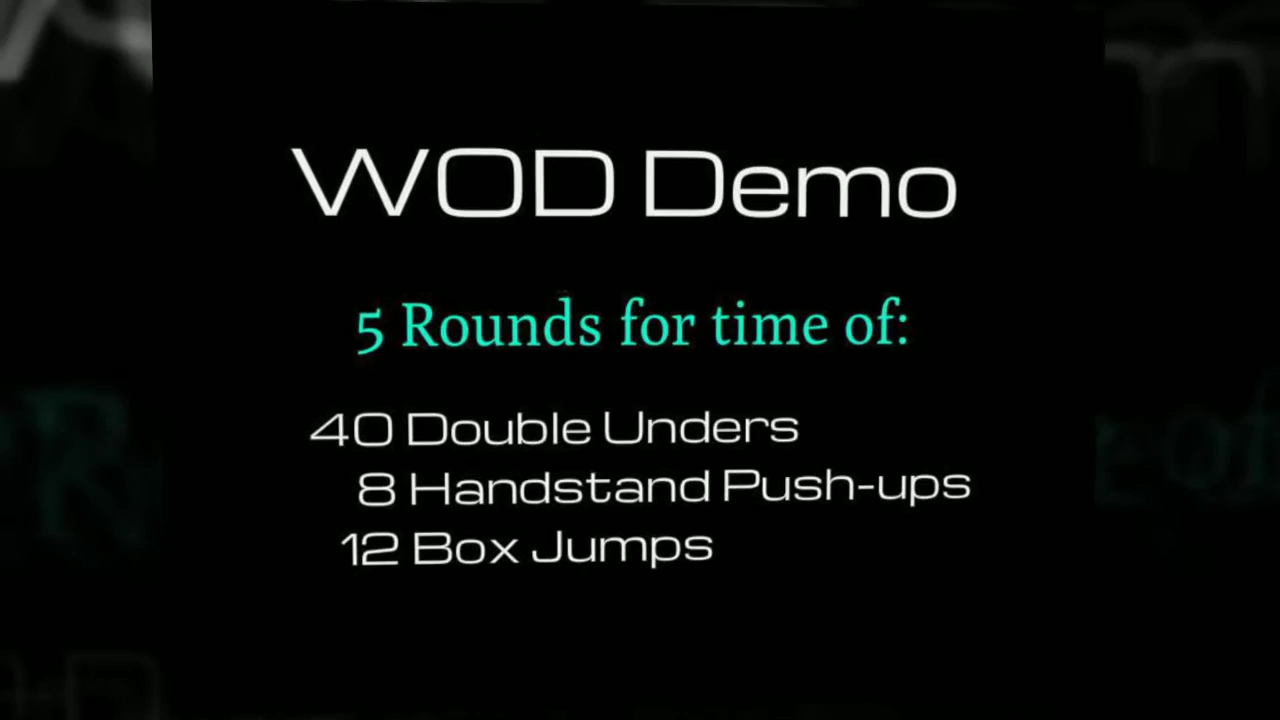 WOD Demo
5 Rounds for time of:
40 Double Unders
8 Handstand Push-ups
12 Box Jumps